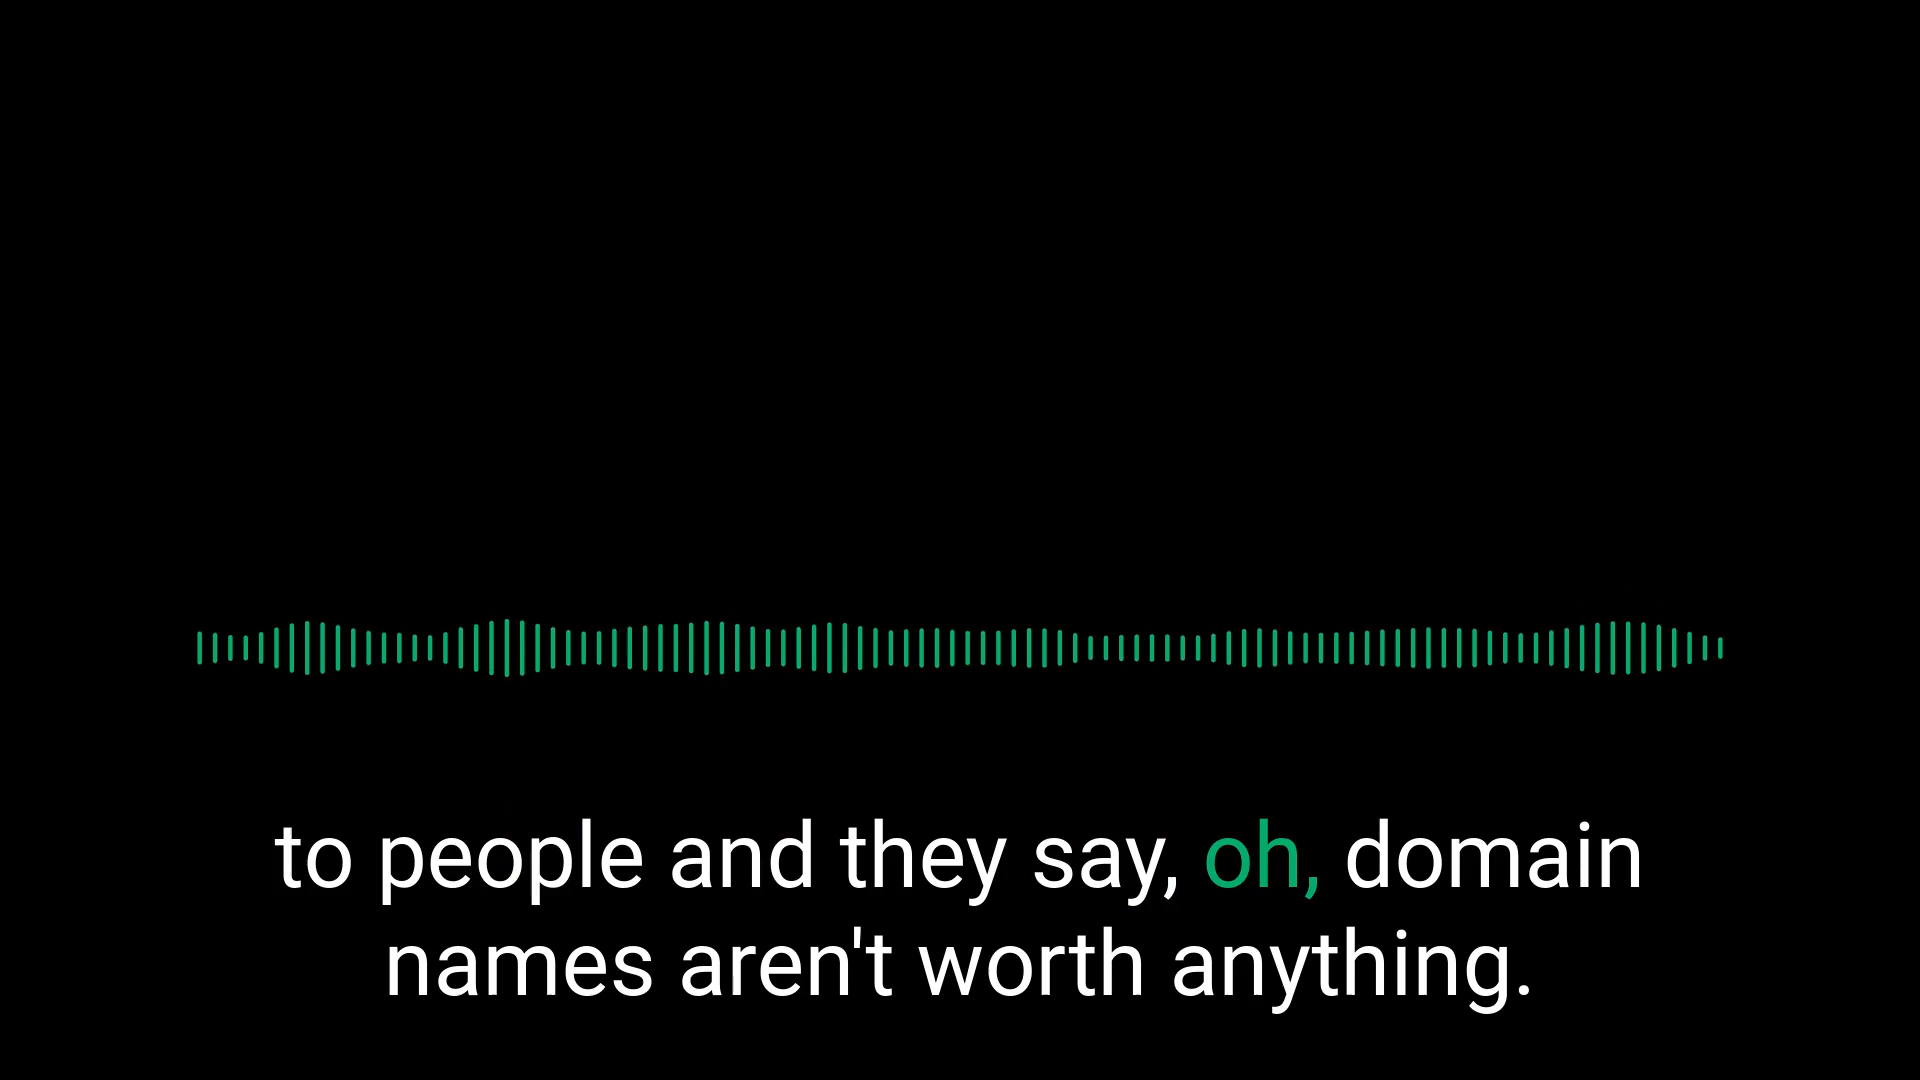 to people and they say, oh, domain
names aren't worth anything.